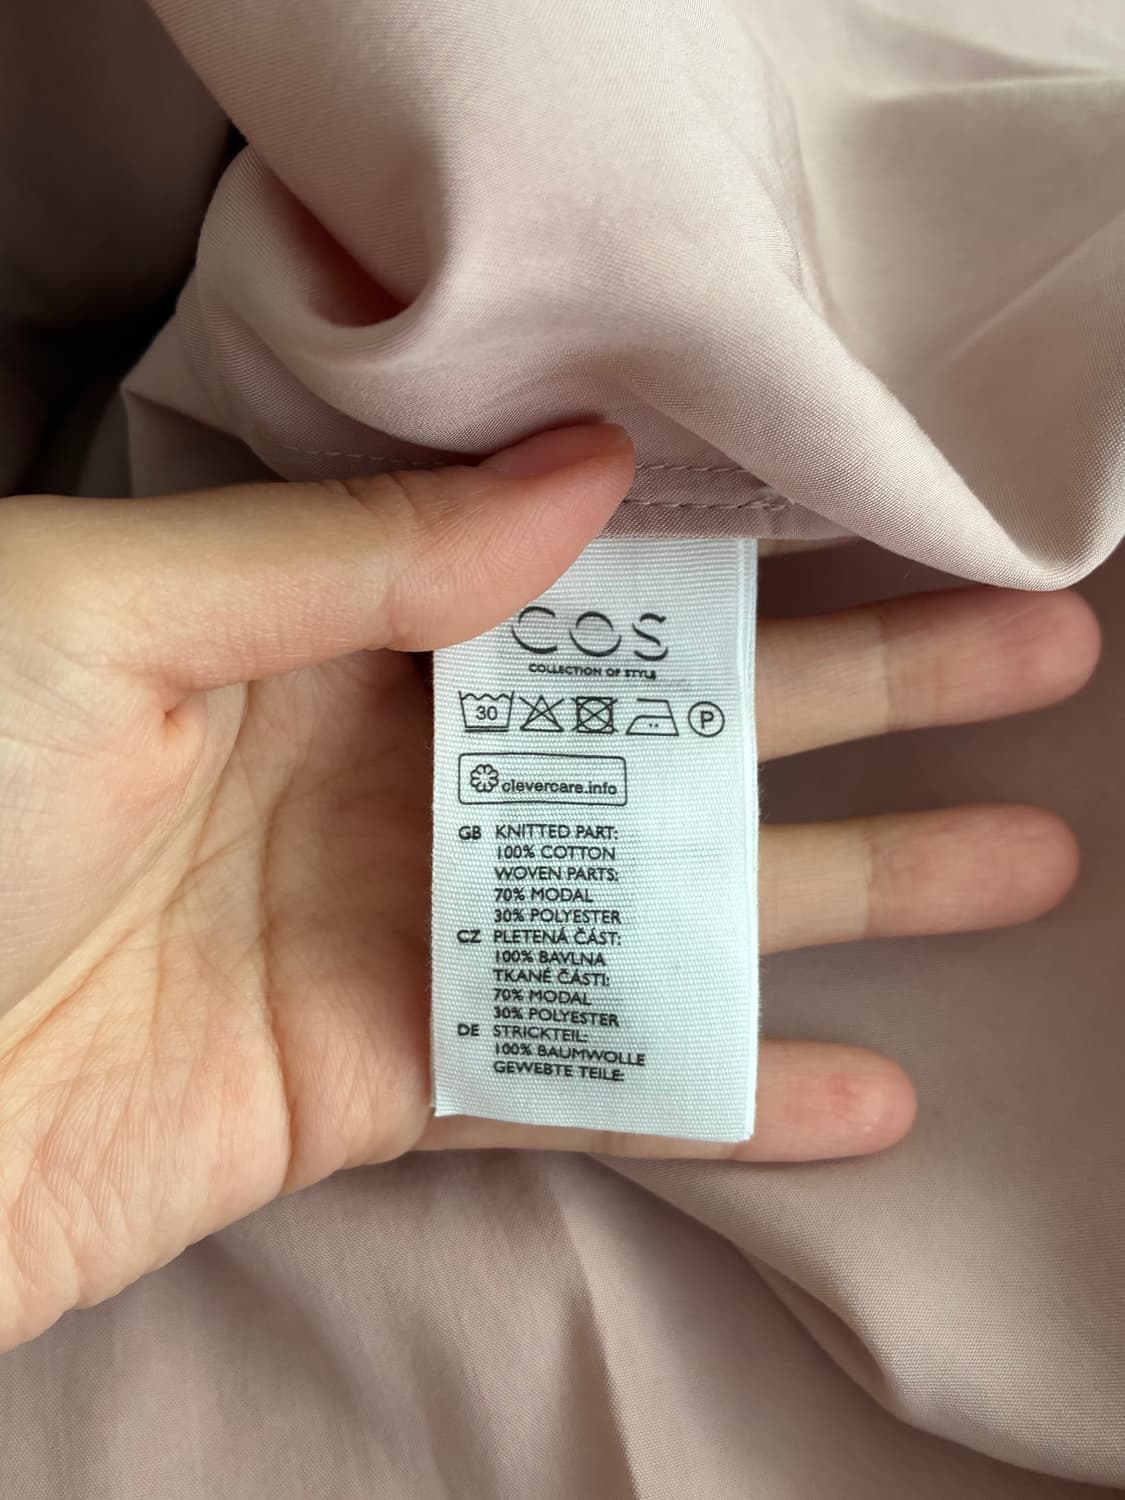 COS
COLLECTION OF STYLE
30 P
clevercare.info
GB KNITTED PART:
100% COTTON
WOVEN PARTS:
70% MODAL
30% POLYESTER
CZ PLETENÁ ČÁST:
100% BAVLNA
TKANÉ ČÁSTI:
70% MODAL
30% POLYESTER
DE STRICKTEIL:
100% BAUMWOLLE
GEWEBTE TEILE: